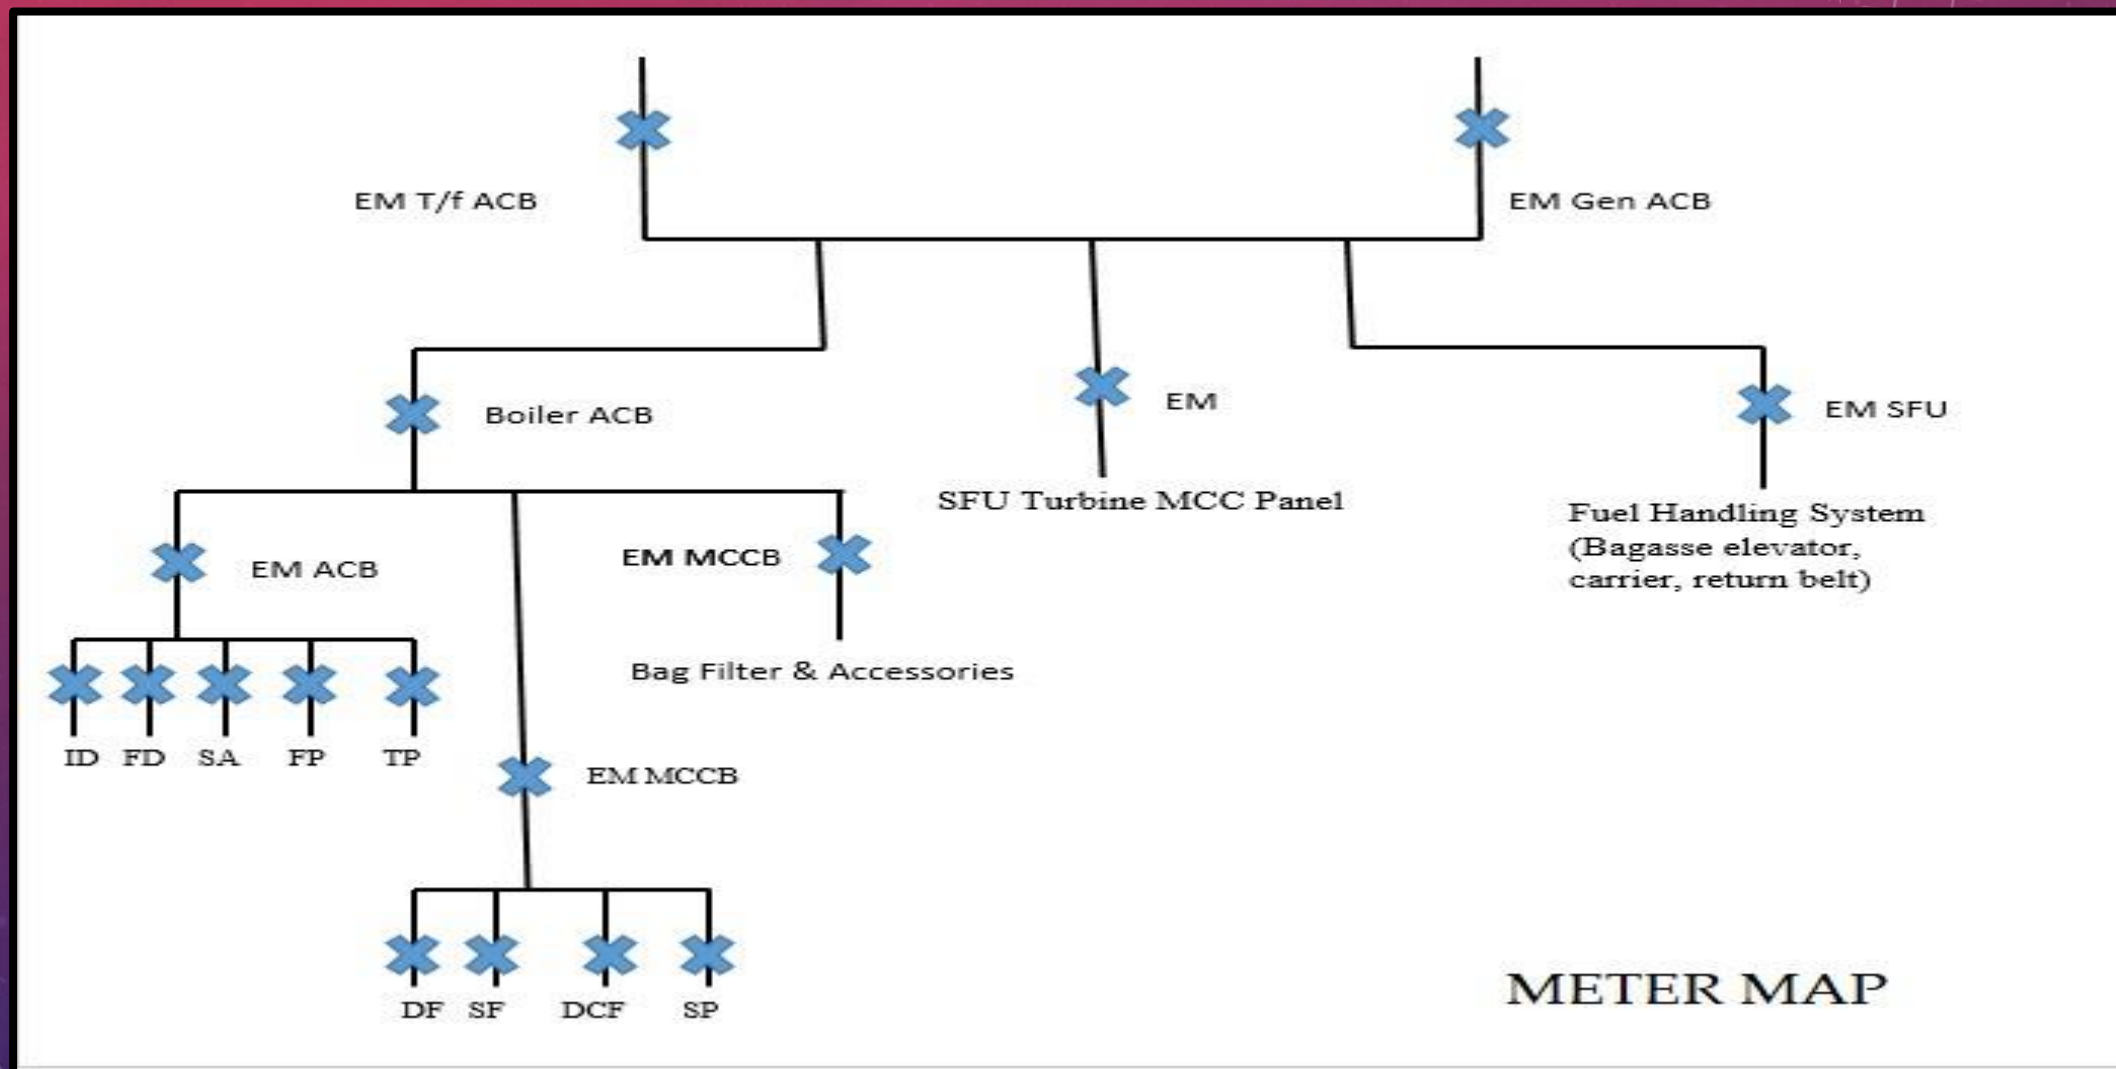 EM T/f ACB
EM Gen ACB
Boiler ACB
EM
EM SFU
SFU Turbine MCC Panel
Fuel Handling System
(Bagasse elevator,
carrier, return belt)
EM ACB
EM MCCB
Bag Filter & Accessories
ID FD SA FP TP
EM MCCB
DF SF DCF SP
METER MAP